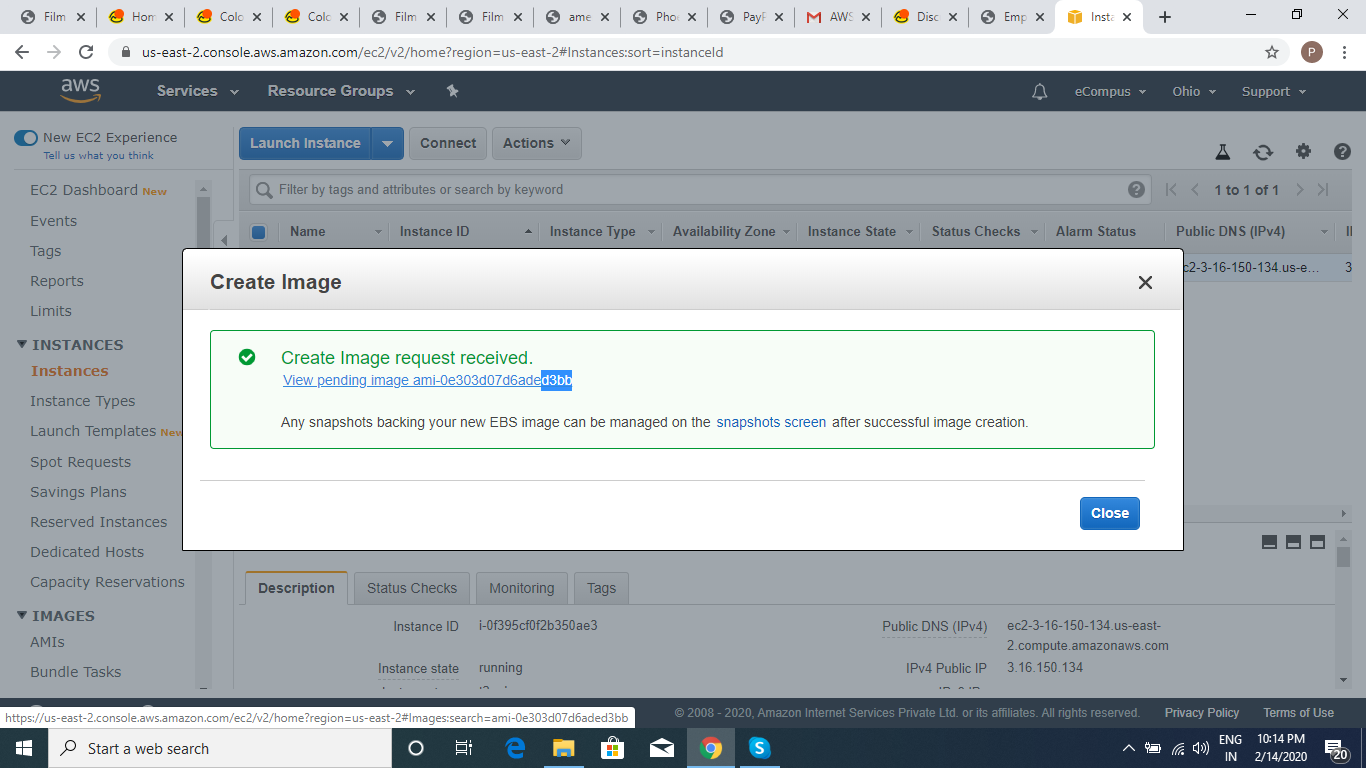 Film
Hom
Colo
Colo
Film
Film
ame
Phoo
PayP
AWS
Disc
Emp
Insta
us-east-2.console.aws.amazon.com/ec2/v2/home?region=us-east-2#Instances:sort=instanceId
P
aws
Services
Resource Groups
eCompus
Ohio
Support
New EC2 Experience
Tell us what you think
Launch Instance
Connect
Actions
EC2 Dashboard New
Filter by tags and attributes or search by keyword
1 to 1 of 1
Events
Tags
Reports
Limits
Name
Instance ID
Instance Type
Availability Zone
Instance State
Status Checks
Alarm Status
Public DNS (IPv4)
c2-3-16-150-134.us-e...
3
INSTANCES
Instances
Instance Types
Launch Templates New
Spot Requests
Savings Plans
Reserved Instances
Dedicated Hosts
Capacity Reservations
IMAGES
AMIs
Bundle Tasks
Create Image
Create Image request received.
View pending image ami-0e303d07d6aded3bb
Any snapshots backing your new EBS image can be managed on the snapshots screen after successful image creation.
Close
Description
Status Checks
Monitoring
Tags
Instance ID
i-0f395cf0f2b350ae3
Public DNS (IPv4)
ec2-3-16-150-134.us-east-
2.compute.amazonaws.com
Instance state
running
IPv4 Public IP
3.16.150.134
https://us-east-2.console.aws.amazon.com/ec2/v2/home?region=us-east-2#Images:search=ami-0e303d07d6aded3bb
© 2008 - 2020, Amazon Internet Services Private Ltd. or its affiliates. All rights reserved.
Privacy Policy
Terms of Use
Start a web search
ENG
IN
10:14 PM
2/14/2020
20